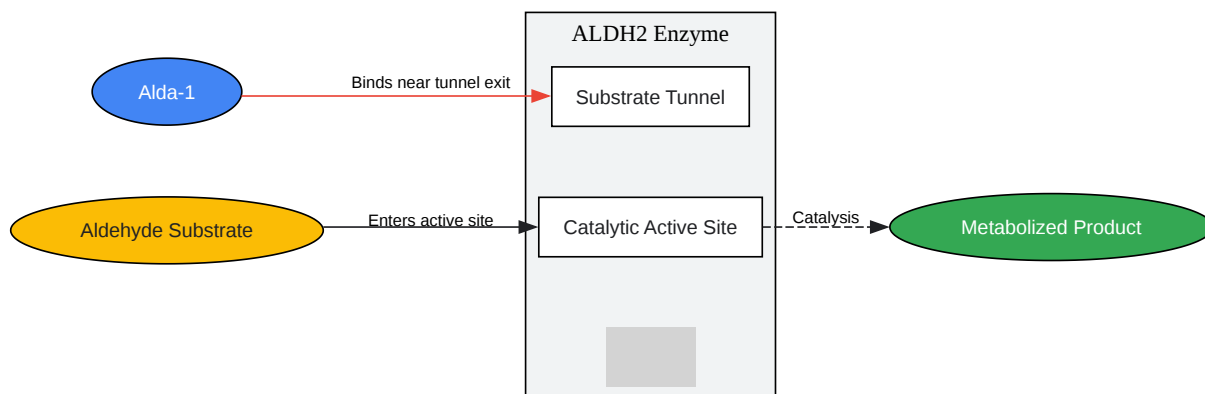 ALDH2 Enzyme
Alda-1
Binds near tunnel exit
Substrate Tunnel
Aldehyde Substrate
Enters active site
Catalytic Active Site
Catalysis
Metabolized Product